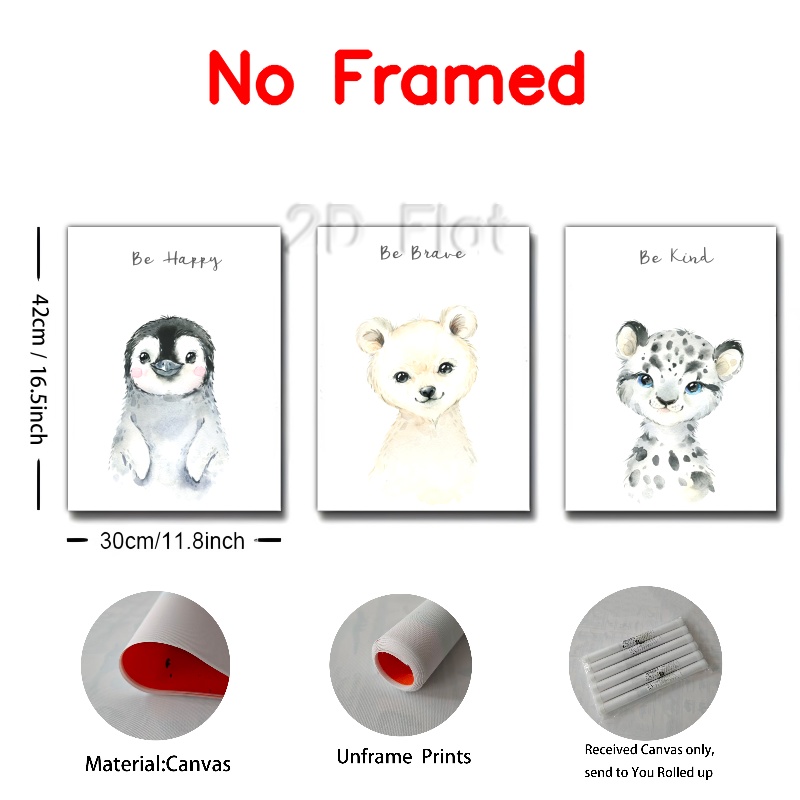 No Framed
2D Flat
Be Happy
Be Brave
Be Kind
42cm / 16.5inch
30cm/11.8inch
Material:Canvas
Unframe Prints
Received Canvas only,
send to You Rolled up